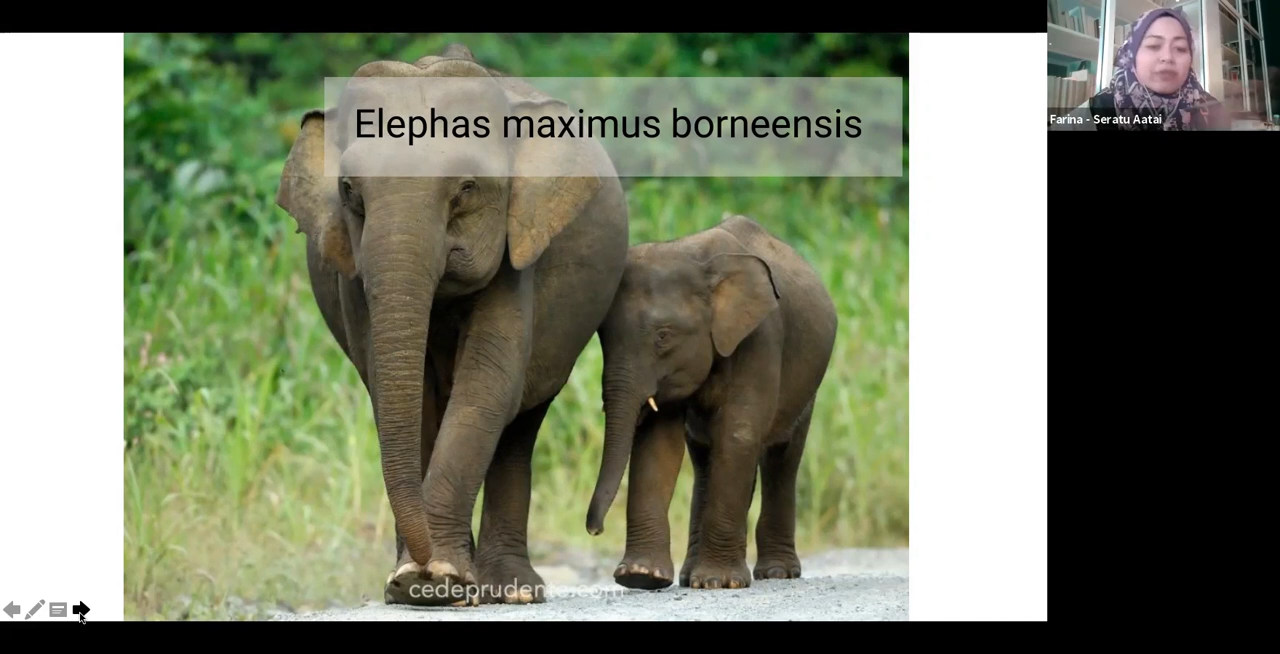 Elephas maximus borneensis
Farina - Seratu Aatai
cedeprudente.com